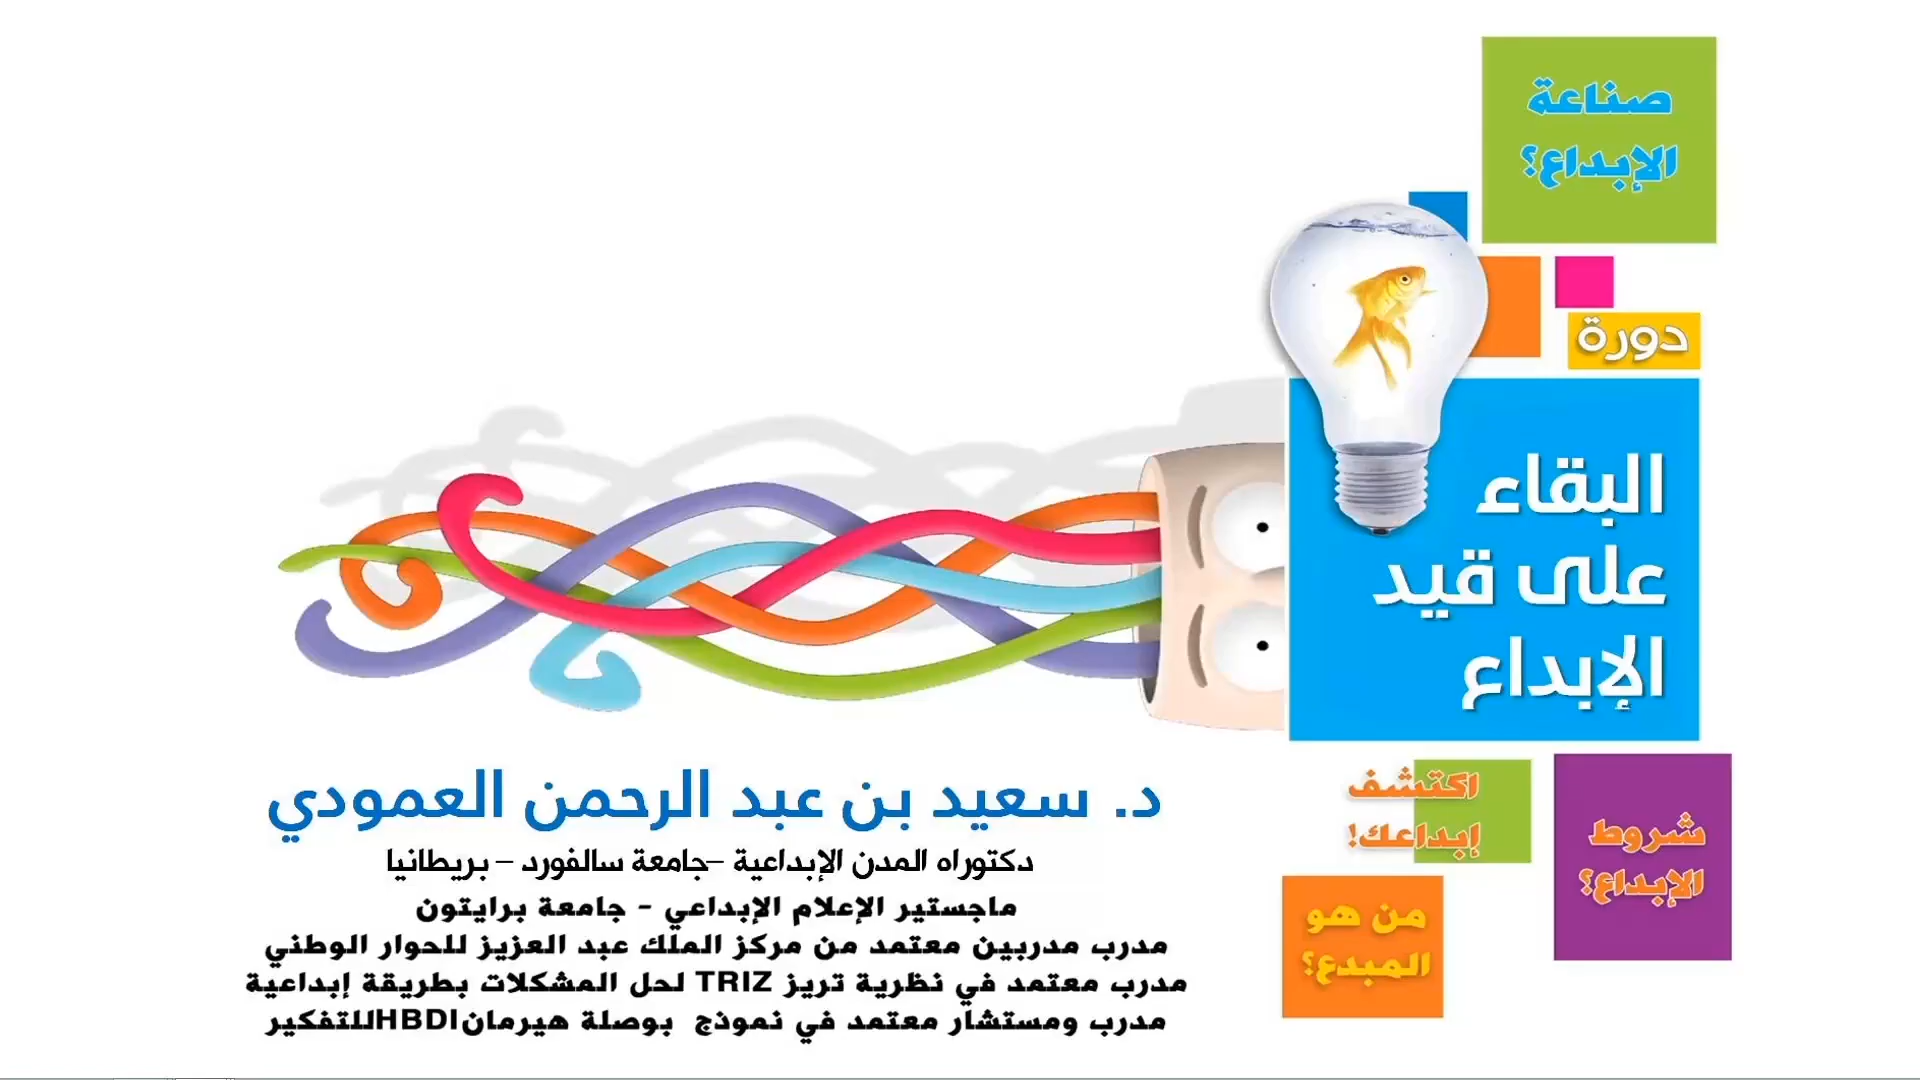 صناعة
الإبداع؟
دورة
البقاء
على قيد
الإبداع
اكتشف
إبداعك!
شروط
الإبداع؟
من هو
المبدع؟
د. سعيد بن عبد الرحمن العمودي
دكتوراه المدن الإبداعية –جامعة سالفورد – بريطانيا
ماجستير الإعلام الإبداعي - جامعة برايتون
مدرب مدربين معتمد من مركز الملك عبد العزيز للحوار الوطني
مدرب معتمد في نظرية تريز TRIZ لحل المشكلات بطريقة إبداعية
مدرب ومستشار معتمد في نموذج بوصلة هيرمانHBDIللتفكير